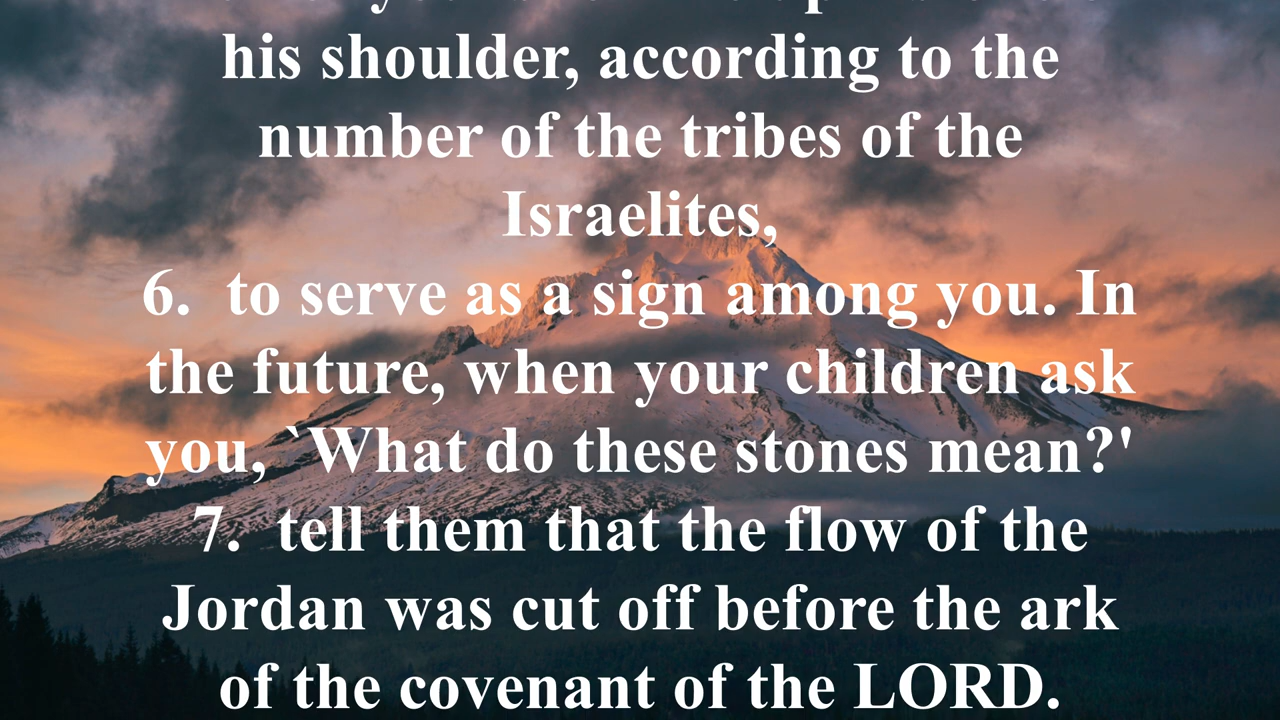 his shoulder, according to the
number of the tribes of the
Israelites,
6. to serve as a sign among you. In
the future, when your children ask
you, `What do these stones mean?'
7. tell them that the flow of the
Jordan was cut off before the ark
of the covenant of the LORD.